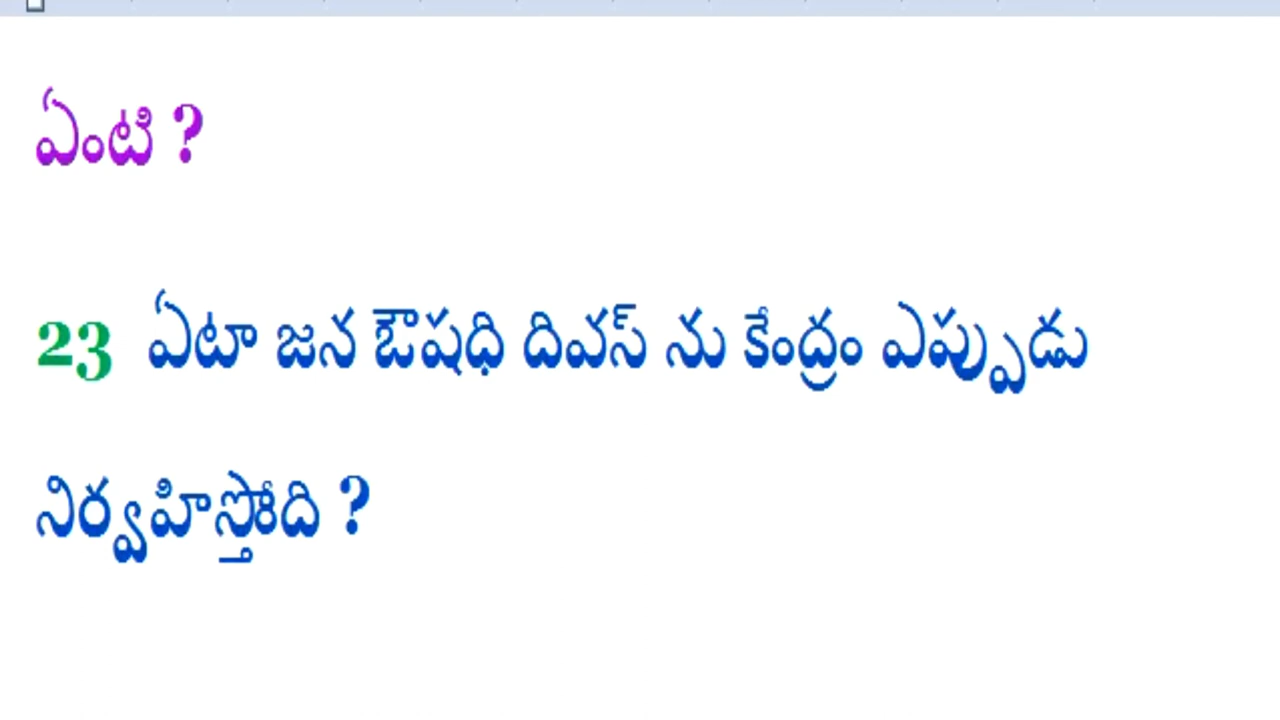 ఏంటి ?
23 ఏటా జన ఔషధి దివస్ ను కేంద్రం ఎప్పుడు
నిర్వహిస్తోది ?